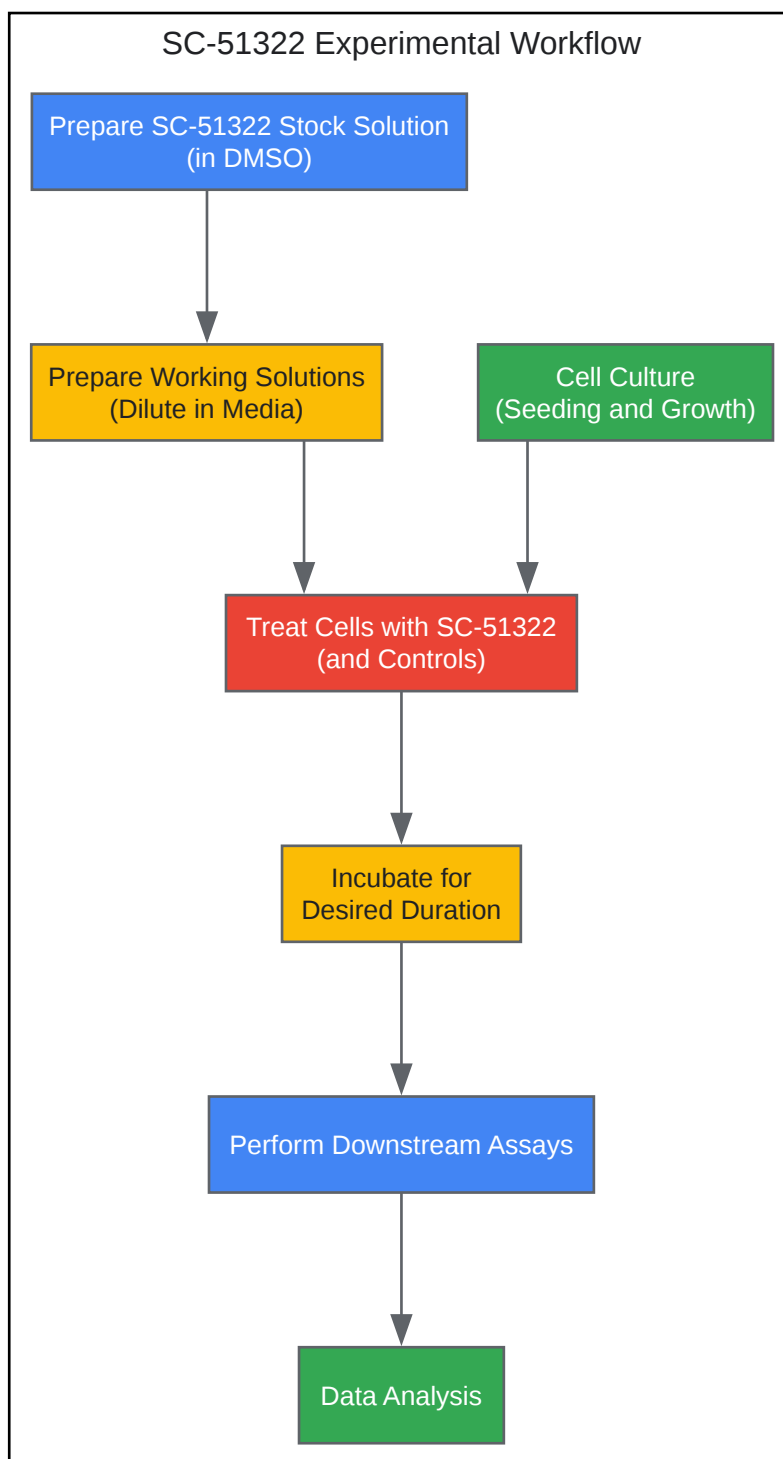 SC-51322 Experimental Workflow
Prepare SC-51322 Stock Solution
(in DMSO)
Prepare Working Solutions
(Dilute in Media)
Cell Culture
(Seeding and Growth)
Treat Cells with SC-51322
(and Controls)
Incubate for
Desired Duration
Perform Downstream Assays
Data Analysis